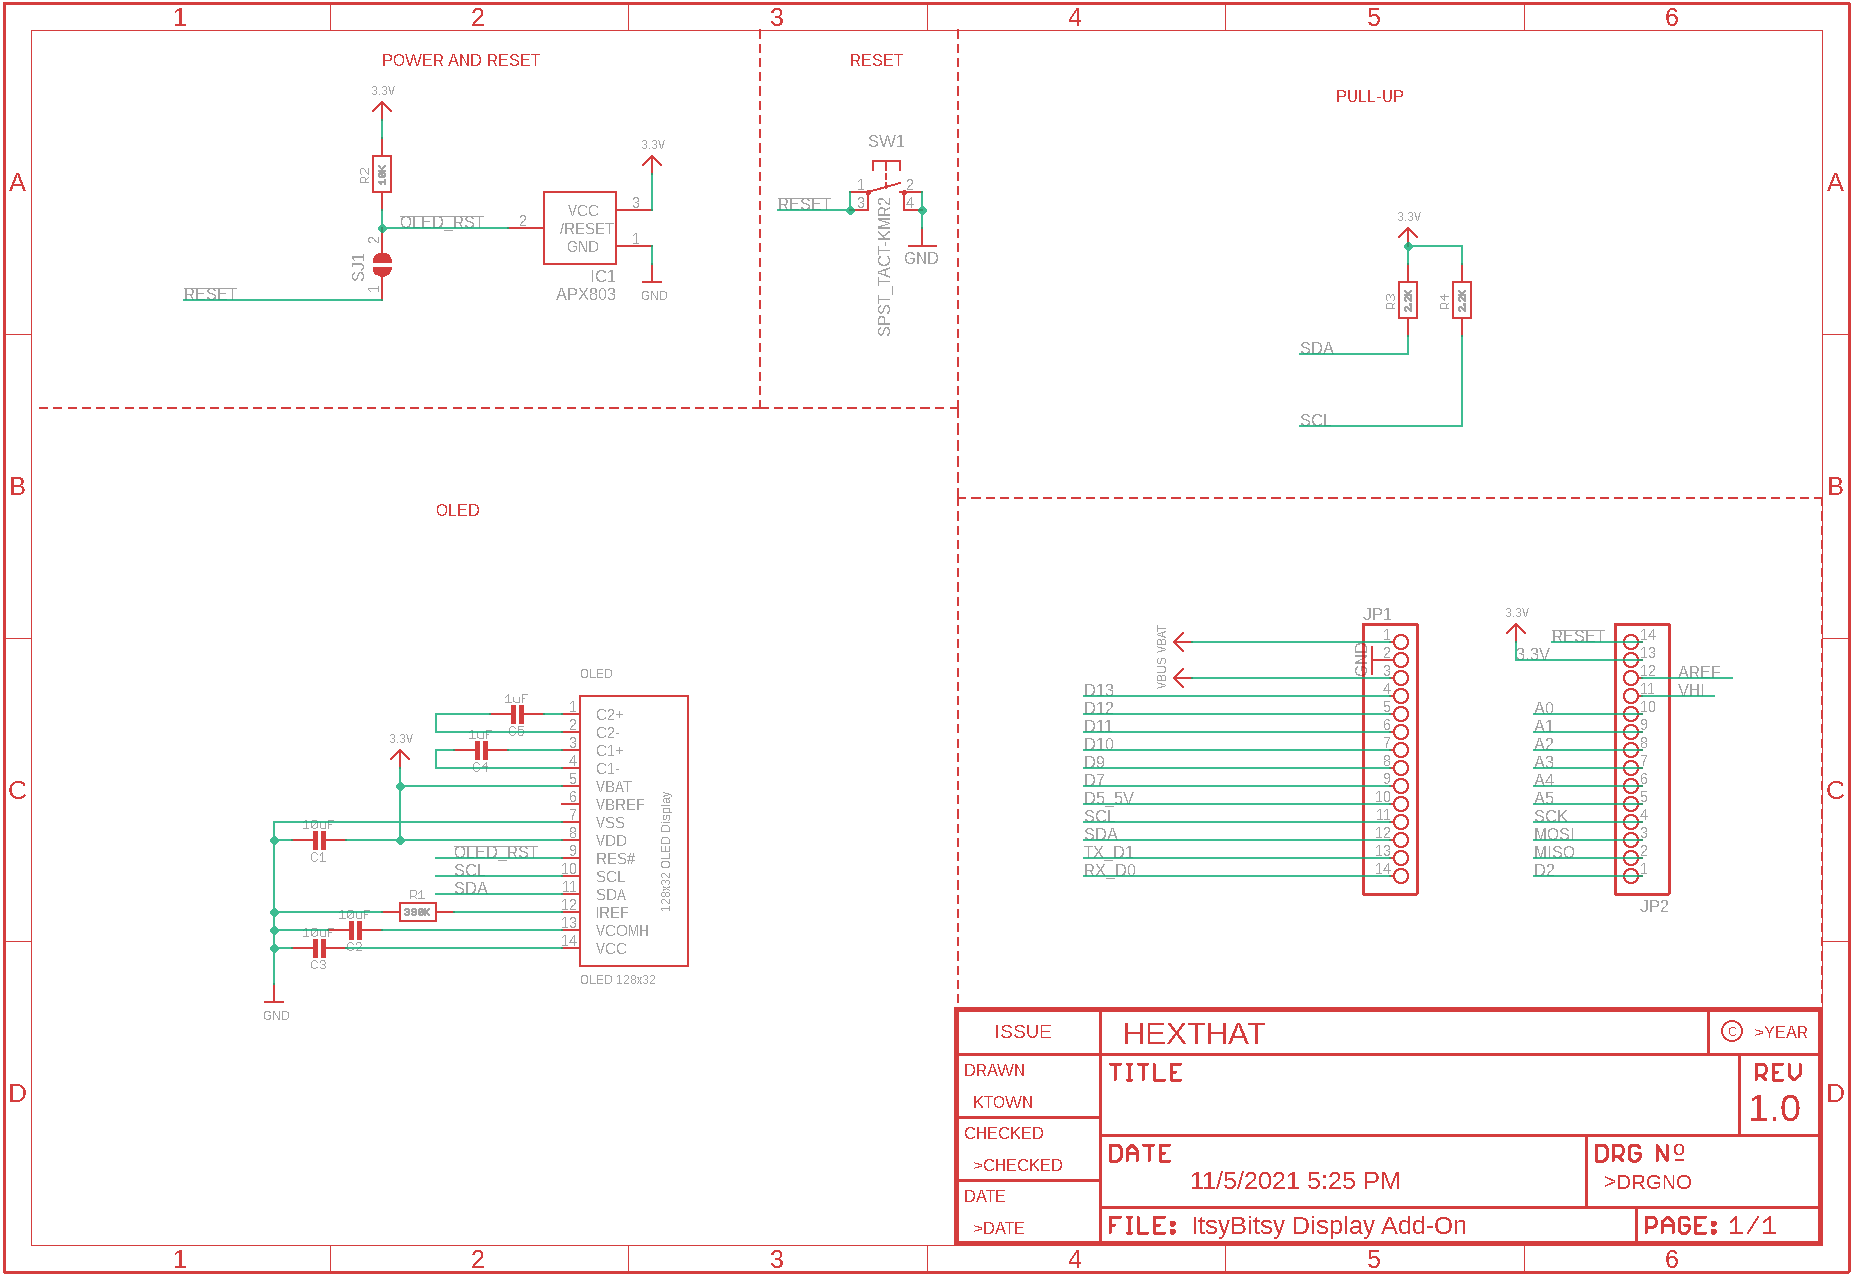 1 2 3 4 5 6
A
B
C
D
POWER AND RESET
3.3V
R2
10K
OLED_RST
2
SJ1
2
1
RESET
VCC
/RESET
GND
3
1
3.3V
IC1
APX803
GND
RESET
SW1
RESET
1 2
3 4
SPST_TACT-KMR2
GND
PULL-UP
3.3V
R3
2.2K
R4
2.2K
SDA
SCL
OLED
OLED
1uF
C5
1uF
C4
3.3V
10uF
C1
OLED_RST
SCL
SDA
R1
390K
10uF
C2
10uF
C3
GND
1 C2+
2 C2-
3 C1+
4 C1-
5 VBAT
6 VBREF
7 VSS
8 VDD
9 RES#
10 SCL
11 SDA
12 IREF
13 VCOMH
14 VCC
128x32 OLED Display
OLED 128x32
JP1
VBAT
VBUS
GND
1
2
3
D13 4
D12 5
D11 6
D10 7
D9 8
D7 9
D5_5V 10
SCL 11
SDA 12
TX_D1 13
RX_D0 14
3.3V
RESET 14
3.3V 13
12 AREF
11 VHI
A0 10
A1 9
A2 8
A3 7
A4 6
A5 5
SCK 4
MOSI 3
MISO 2
D2 1
JP2
ISSUE
HEXTHAT
© >YEAR
DRAWN
KTOWN
TITLE
REV
1.0
CHECKED
>CHECKED
DATE
11/5/2021 5:25 PM
DRG Nº
>DRGNO
DATE
>DATE
FILE: ItsyBitsy Display Add-On
PAGE: 1/1
A
B
C
D
1 2 3 4 5 6